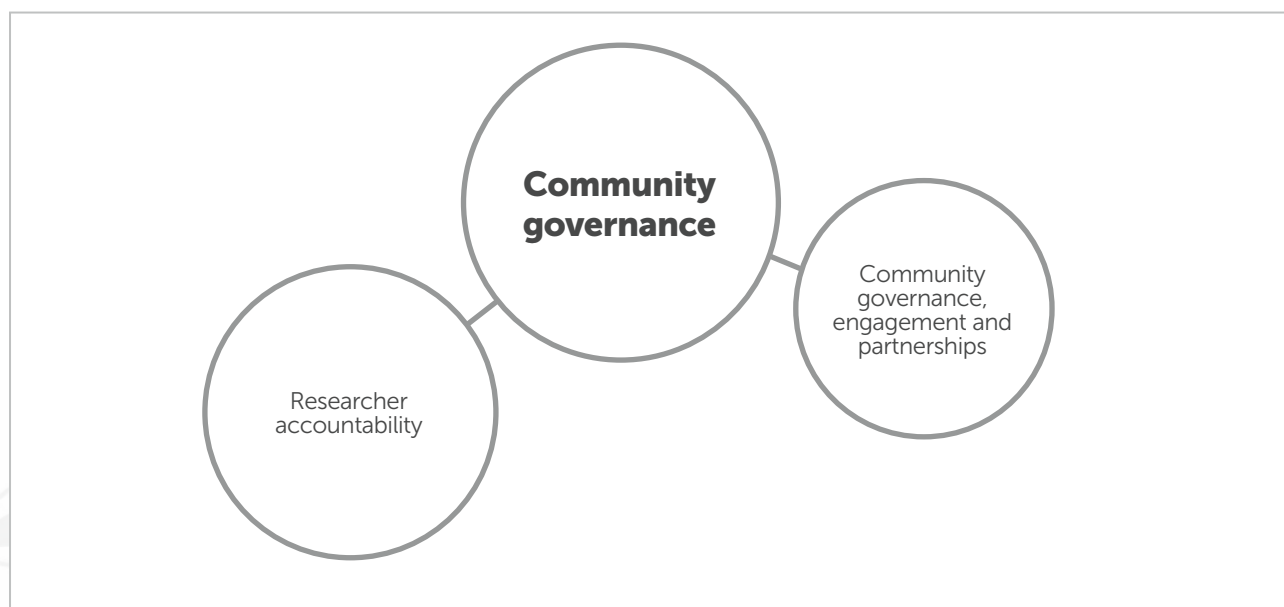 Community
governance
Community
governance,
engagement and
partnerships
Researcher
accountability